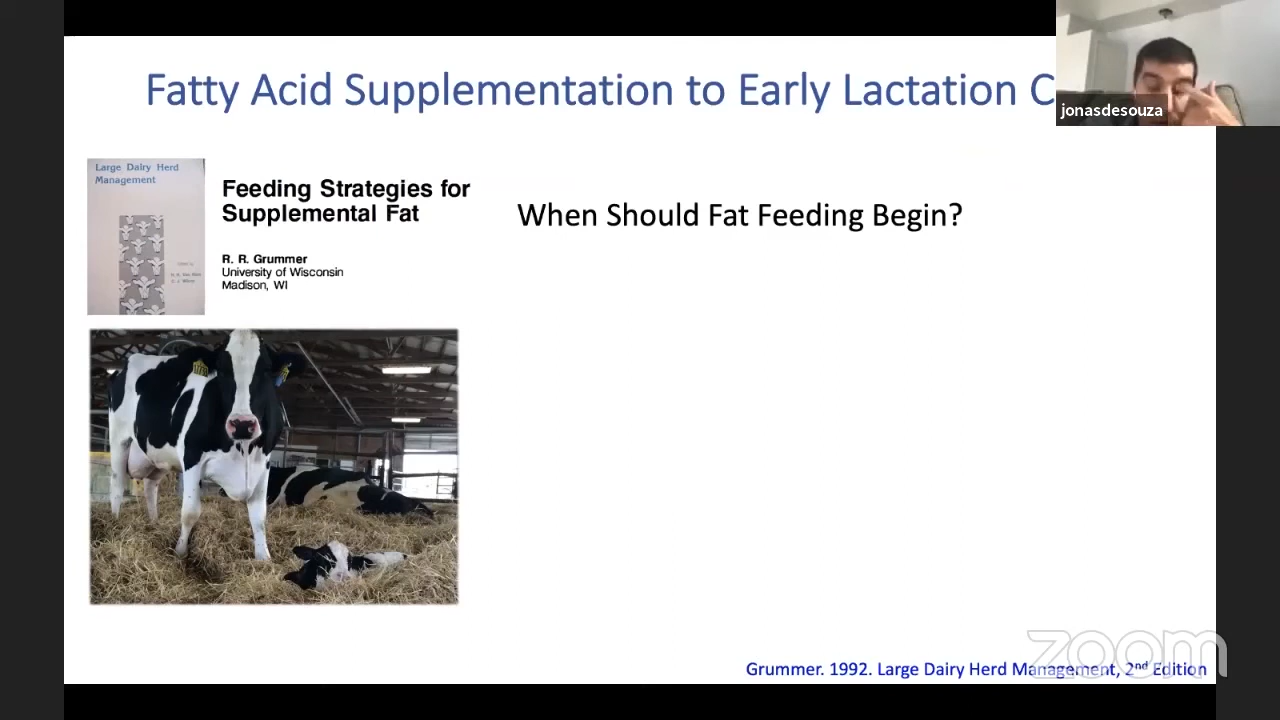 Fatty Acid Supplementation to Early Lactation C
jonasdesouza
Large Dairy Herd
Management
Feeding Strategies for
Supplemental Fat
R. R. Grummer
University of Wisconsin
Madison, WI
When Should Fat Feeding Begin?
zoom
Grummer. 1992. Large Dairy Herd Management, 2nd Edition